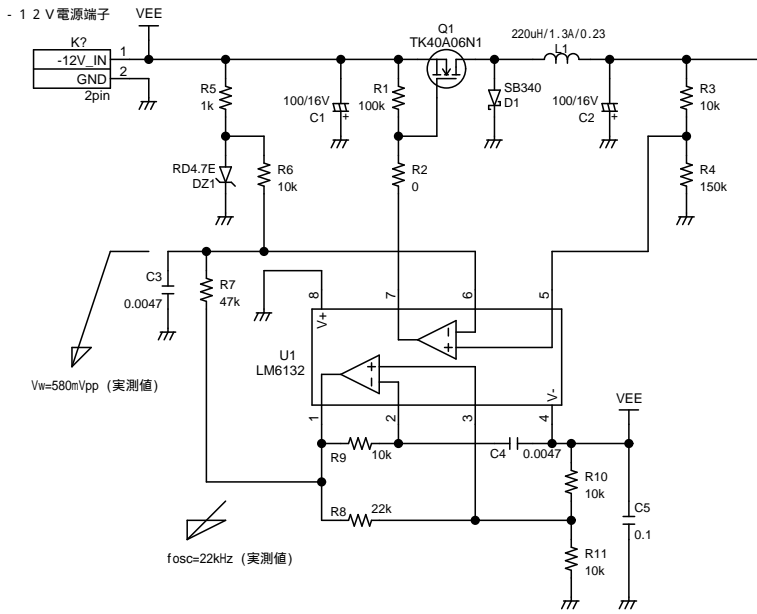 -12V電源端子
VEE
K?
-12V_IN
1
GND
2
2pin
R5
1k
100/16V
C1
R1
100k
Q1
TK40A06N1
220uH/1.3A/0.23
L1
SB340
D1
100/16V
C2
R3
10k
RD4.7E
DZ1
R6
10k
R2
0
R4
150k
C3
0.0047
R7
47k
8
7
6
5
V+
U1
LM6132
V-
1
2
3
4
VEE
Vw=580mVpp (実測値)
R9
10k
C4
0.0047
R10
10k
C5
0.1
R8
22k
R11
10k
fosc=22kHz (実測値)